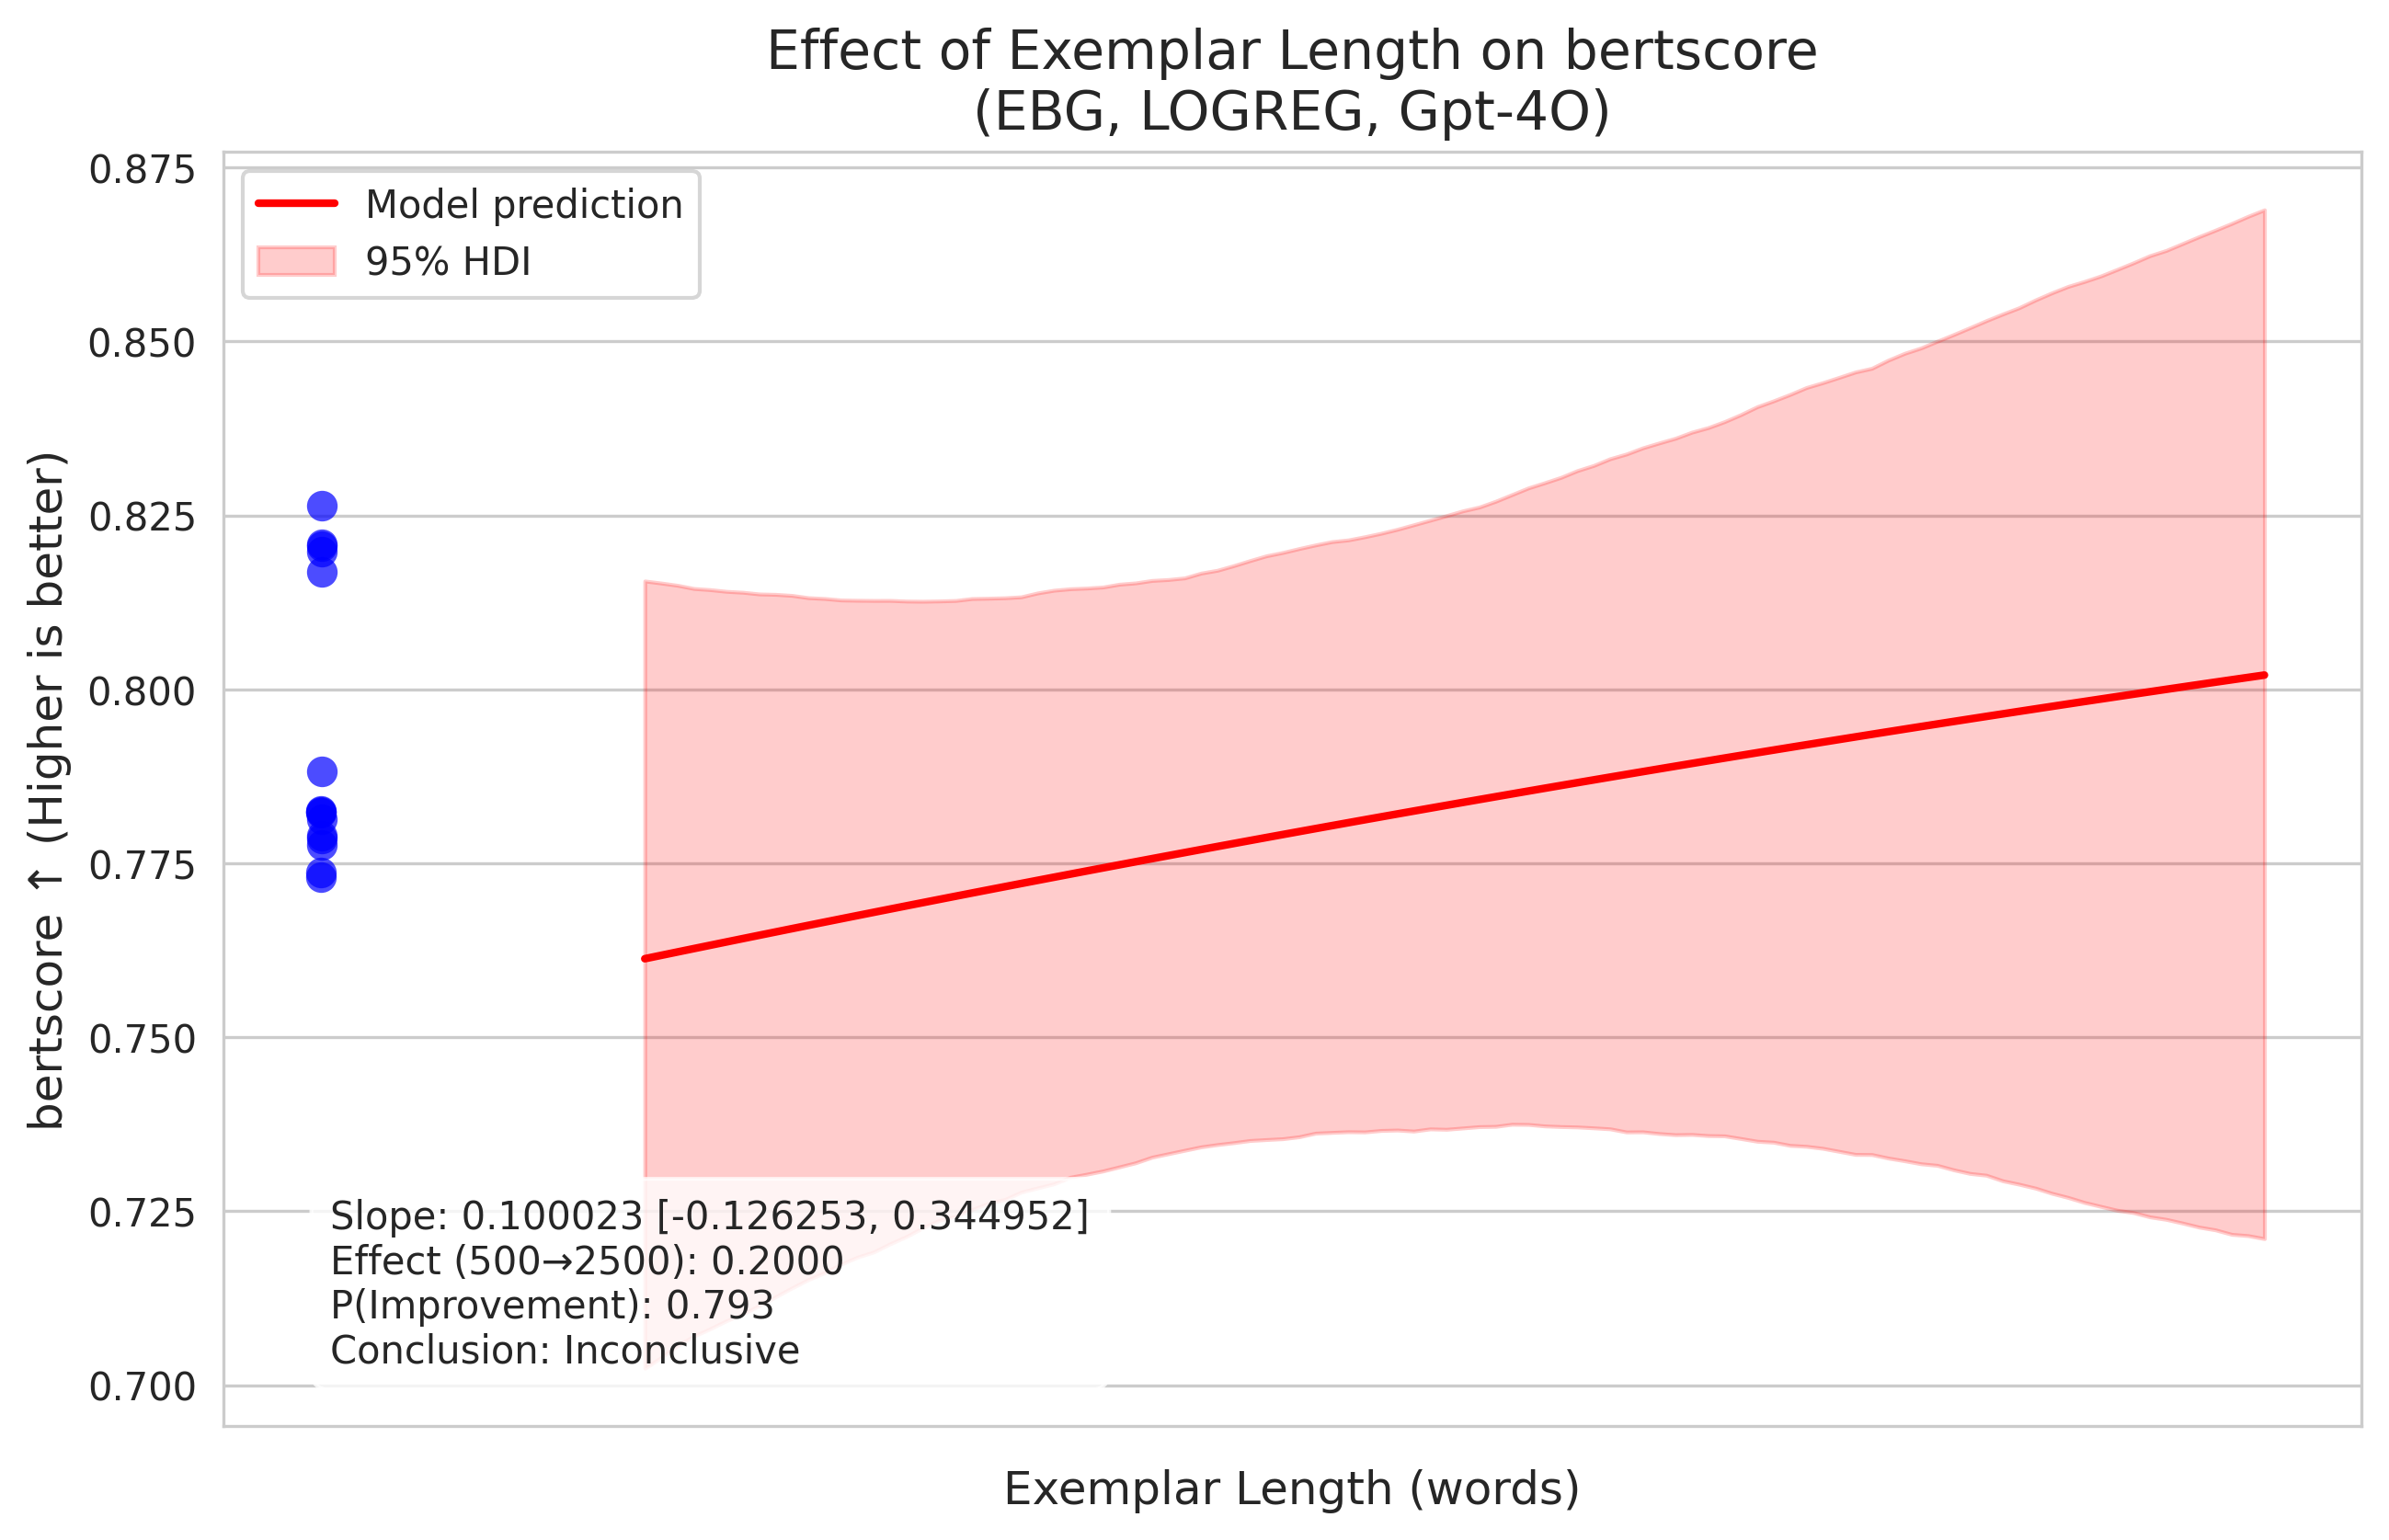 Effect of Exemplar Length on bertscore
(EBG, LOGREG, Gpt-4O)
Model prediction
95% HDI
bertscore ↑ (Higher is better)
0.875
0.850
0.825
0.800
0.775
0.750
0.725
0.700
Slope: 0.100023 [-0.126253, 0.344952]
Effect (500→2500): 0.2000
P(Improvement): 0.793
Conclusion: Inconclusive
Exemplar Length (words)